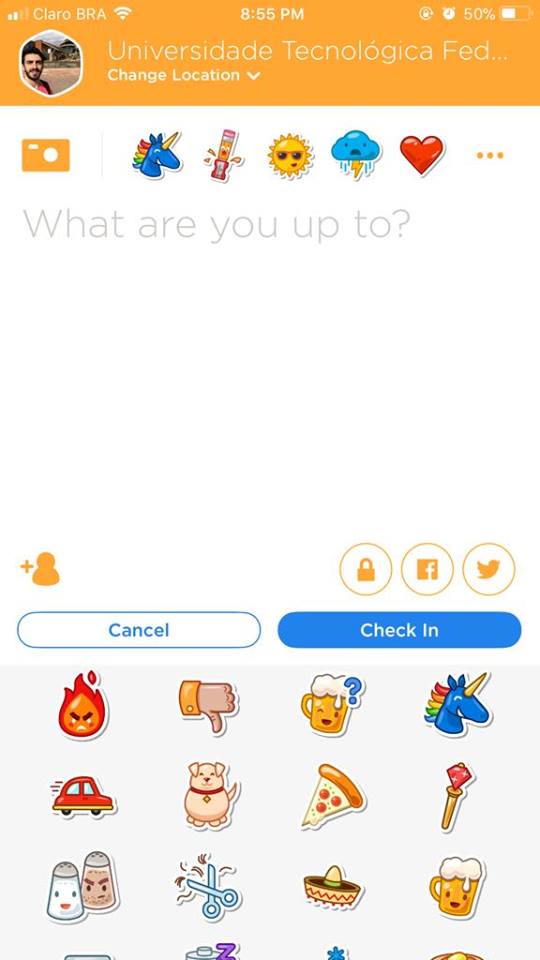 Claro BRA 8:55 PM 50%
Universidade Tecnológica Fed...
Change Location
What are you up to?
Cancel Check In